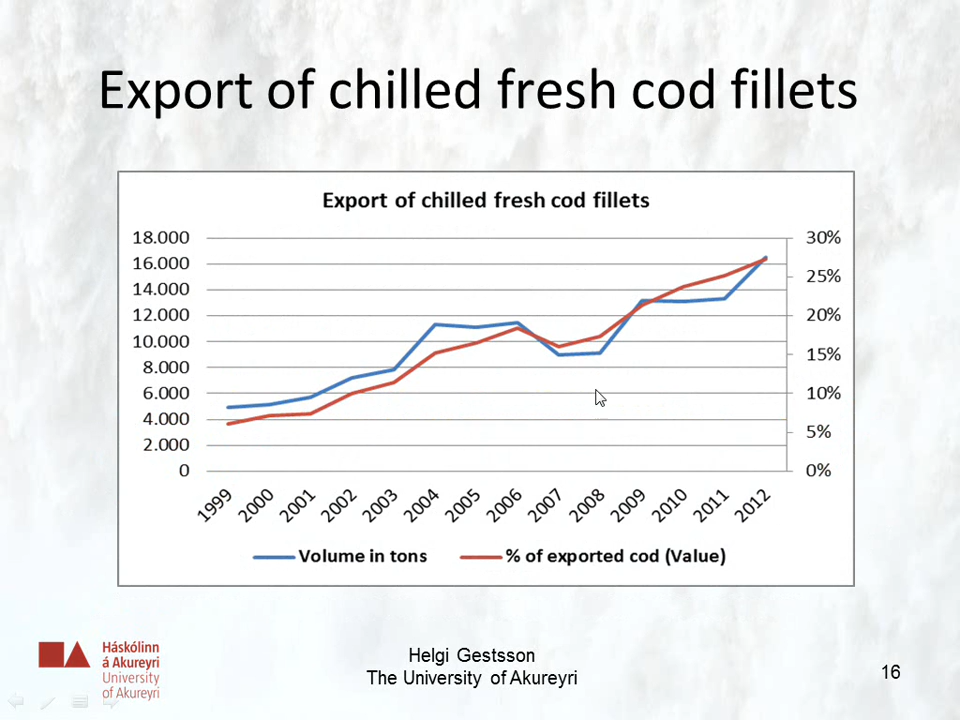 Export of chilled fresh cod fillets
Export of chilled fresh cod fillets
18.000
16.000
14.000
12.000
10.000
8.000
6.000
4.000
2.000
0
30%
25%
20%
15%
10%
5%
0%
1999 2000 2001 2002 2003 2004 2005 2006 2007 2008 2009 2010 2011 2012
Volume in tons % of exported cod (Value)
Háskólinn
á Akureyri
University
of Akureyri
Helgi Gestsson
The University of Akureyri
16